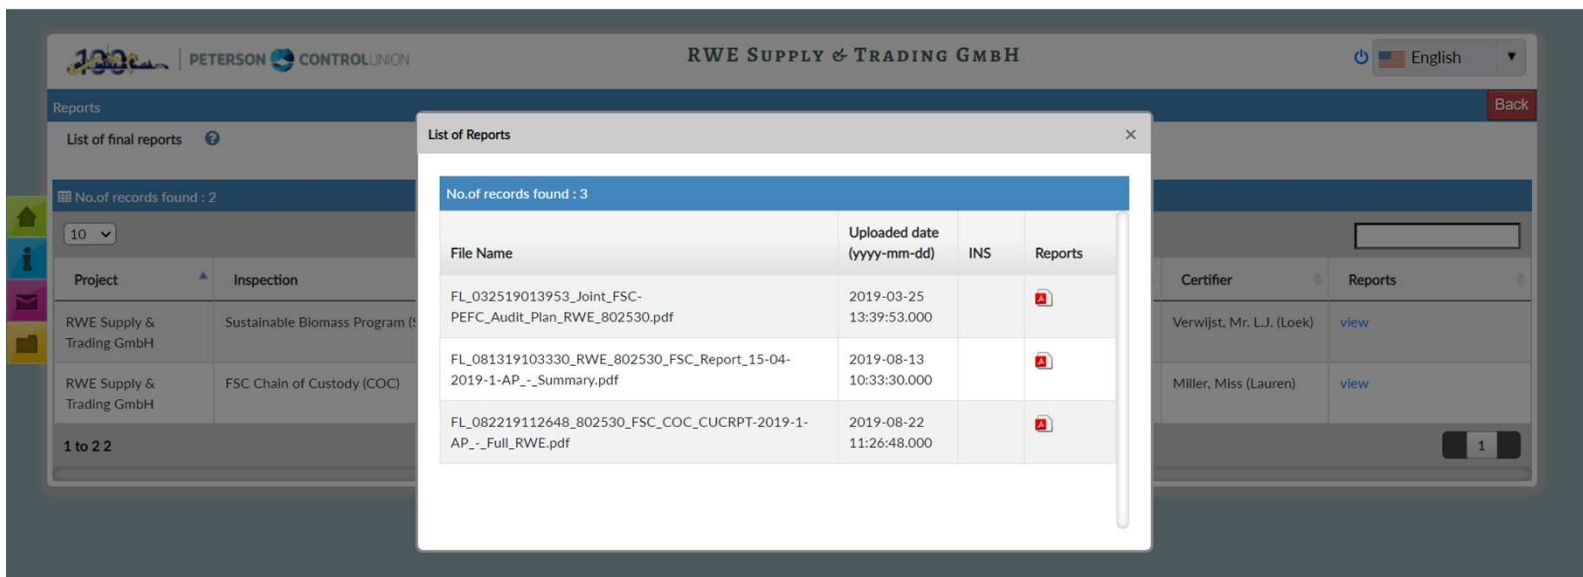 100
PETERSON CONTROLUNION
RWE SUPPLY & TRADING GMBH
English
Reports
Back
List of final reports
No.of records found : 2
10
Project
Inspection
Certifier
Reports
RWE Supply &
Trading GmbH
Sustainable Biomass Program (
Verwijst, Mr. L.J. (Loek)
view
RWE Supply &
Trading GmbH
FSC Chain of Custody (COC)
Miller, Miss (Lauren)
view
1 to 2 2
1
List of Reports
×
No.of records found : 3
File Name
Uploaded date
(yyyy-mm-dd)
INS
Reports
FL_032519013953_Joint_FSC-
PEFC_Audit_Plan_RWE_802530.pdf
2019-03-25
13:39:53.000
FL_081319103330_RWE_802530_FSC_Report_15-04-
2019-1-AP_-_Summary.pdf
2019-08-13
10:33:30.000
FL_082219112648_802530_FSC_COC_CUCRPT-2019-1-
AP_-_Full_RWE.pdf
2019-08-22
11:26:48.000